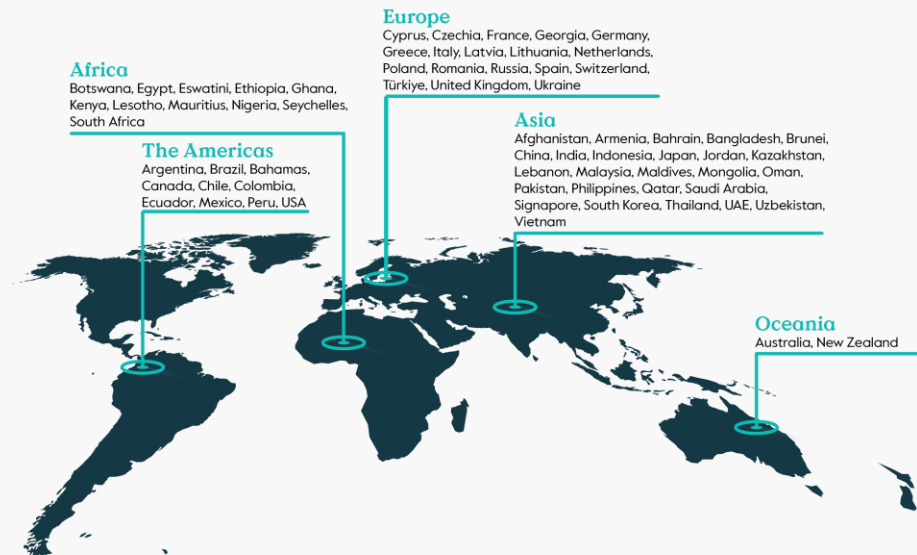 Europe
Cyprus, Czechia, France, Georgia, Germany,
Greece, Italy, Latvia, Lithuania, Netherlands,
Poland, Romania, Russia, Spain, Switzerland,
Türkiye, United Kingdom, Ukraine
Africa
Botswana, Egypt, Eswatini, Ethiopia, Ghana,
Kenya, Lesotho, Mauritius, Nigeria, Seychelles,
South Africa
Asia
Afghanistan, Armenia, Bahrain, Bangladesh, Brunei,
China, India, Indonesia, Japan, Jordan, Kazakhstan,
Lebanon, Malaysia, Maldives, Mongolia, Oman,
Pakistan, Philippines, Qatar, Saudi Arabia,
Signapore, South Korea, Thailand, UAE, Uzbekistan,
Vietnam
The Americas
Argentina, Brazil, Bahamas,
Canada, Chile, Colombia,
Ecuador, Mexico, Peru, USA
Oceania
Australia, New Zealand